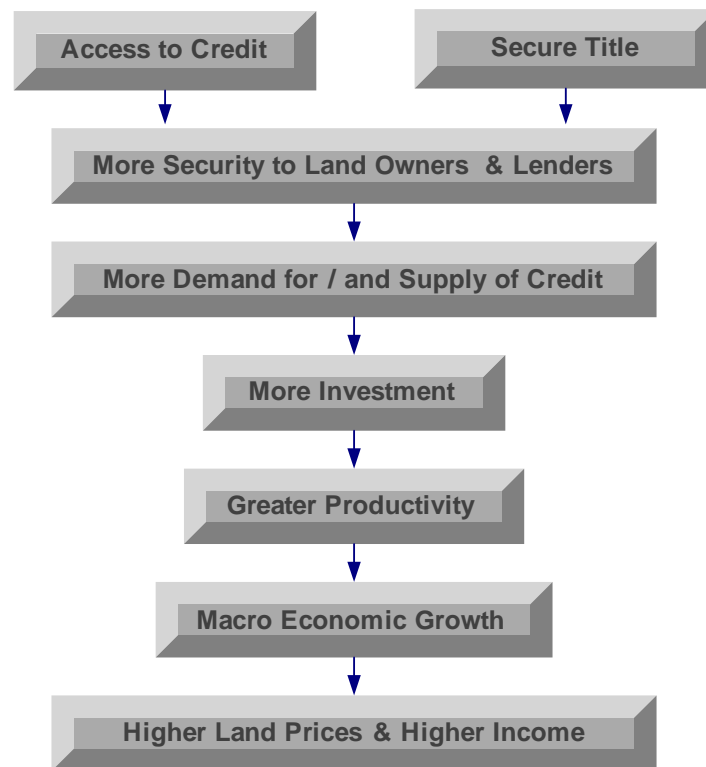 Access to Credit
Secure Title
More Security to Land Owners & Lenders
More Demand for / and Supply of Credit
More Investment
Greater Productivity
Macro Economic Growth
Higher Land Prices & Higher Income